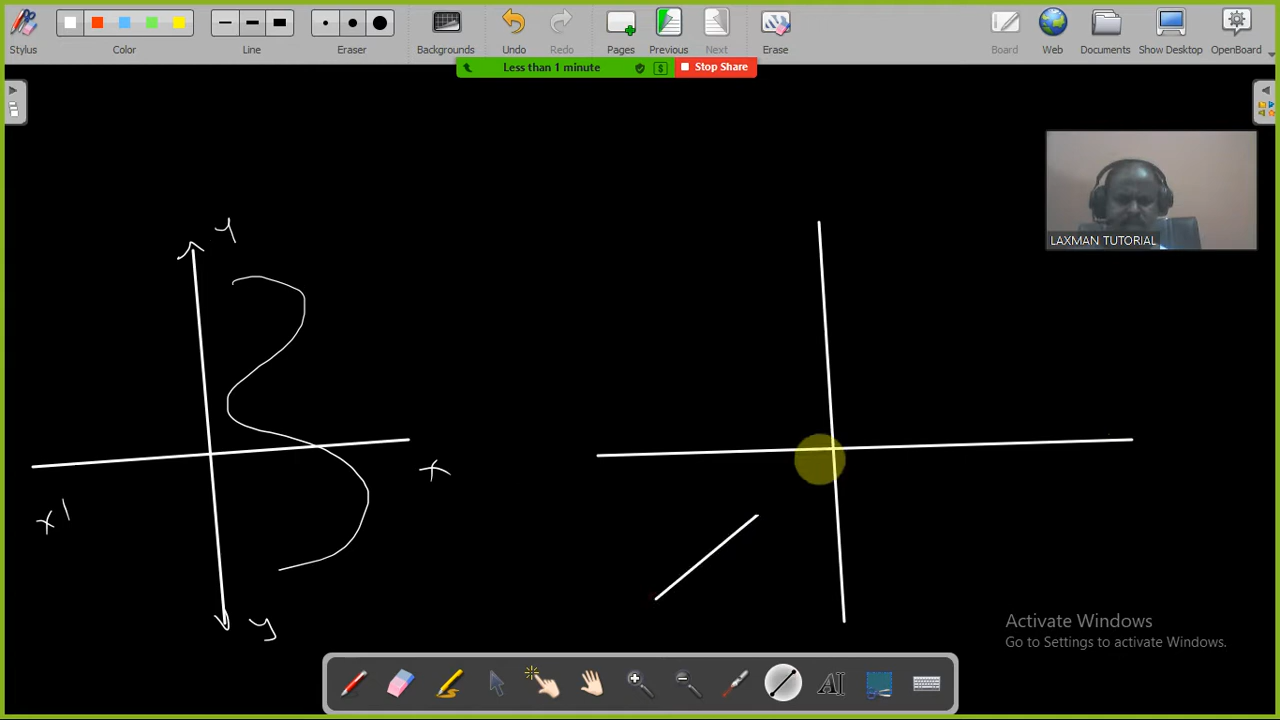 Stylus
Color
Line
Eraser
Backgrounds
Undo
Redo
Pages
Previous
Next
Erase
Board
Web
Documents
Show Desktop
OpenBoard
Less than 1 minute
Stop Share
LAXMAN TUTORIAL
y
x
x'
y
Activate Windows
Go to Settings to activate Windows.
AI